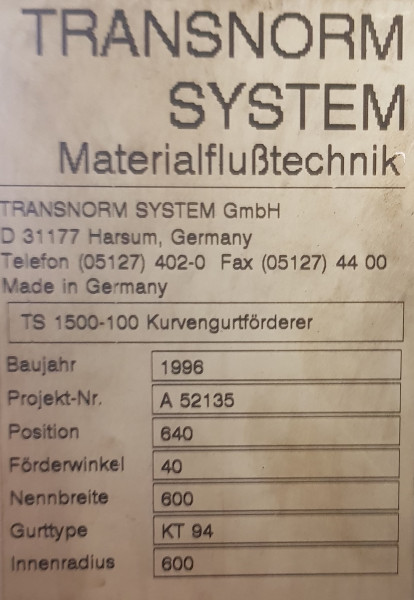 TRANSNORM
SYSTEM
Materialflußtechnik
TRANSNORM SYSTEM GmbH
D 31177 Harsum, Germany
Telefon (05127) 402-0 Fax (05127) 44 00
Made in Germany
TS 1500-100 Kurvengurtförderer
Baujahr 1996
Projekt-Nr. A 52135
Position 640
Förderwinkel 40
Nennbreite 600
Gurttype KT 94
Innenradius 600